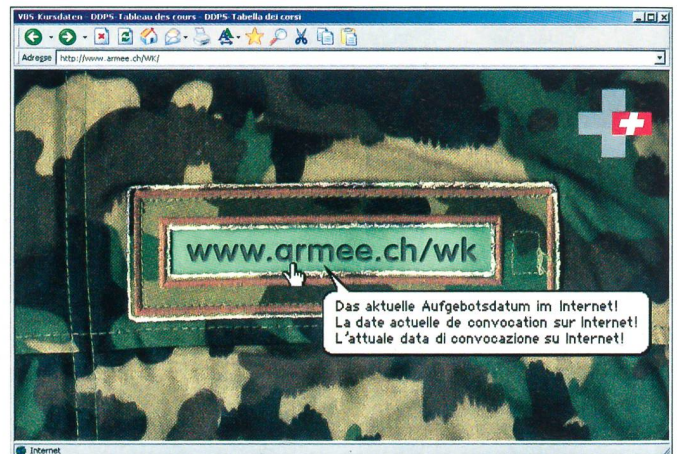 VBS-Kursdaten - DDPS-Tableau des cours - DDPS-Tabella dei corsi
Adresse http://www.armee.ch/WK/
www.armee.ch/wk
Das aktuelle Aufgebotsdatum im Internet!
La date actuelle de convocation sur Internet!
L'attuale data di convocazione su Internet!
Internet